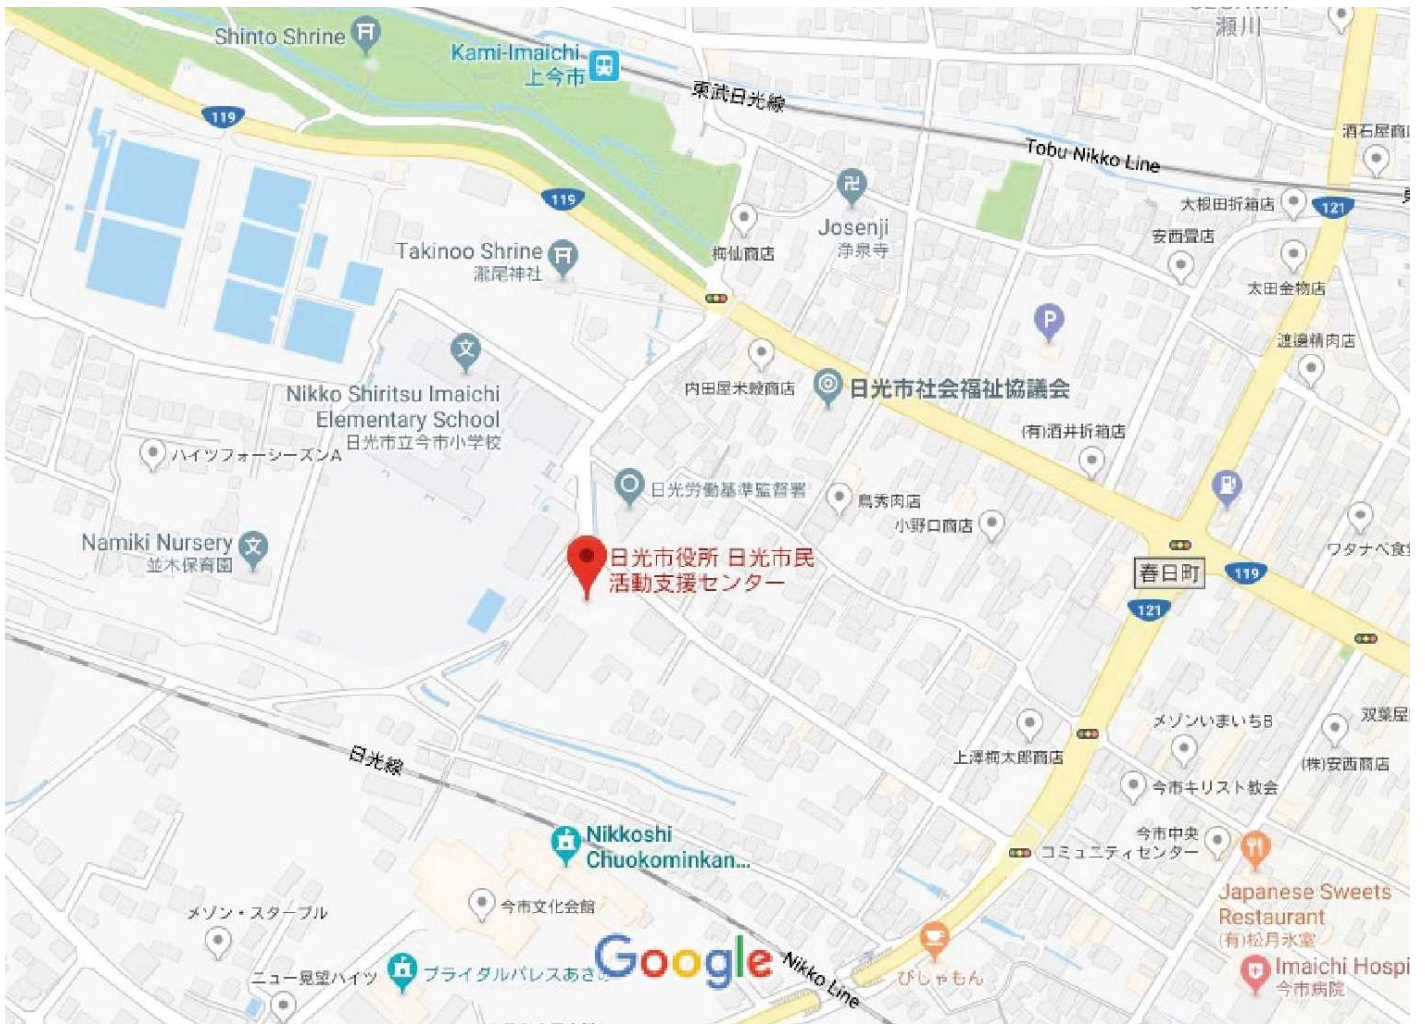 瀬川
Shinto Shrine
Kami-Imaichi
上今市
東武日光線
119
Tobu Nikko Line
酒石屋商
大根田折箱店
121
119
Josenji
浄泉寺
梅仙商店
安西畳店
Takinoo Shrine
瀧尾神社
太田金物店
P
渡邊精肉店
文
Nikko Shiritsu Imaichi
Elementary School
日光市立今市小学校
内田屋米穀商店
日光市社会福祉協議会
(有)酒井折箱店
ハイツフォーシーズンA
日光労働基準監督署
鳥秀肉店
小野口商店
Namiki Nursery
並木保育園
文
日光市役所 日光市民
活動支援センター
春日町
119
121
ワタナベ食
上澤梅太郎商店
メゾンいまいちB
双葉屋
(株)安西商店
日光線
今市キリスト教会
今市中央
コミュニティセンター
Nikkoshi
Chuokominkan...
Japanese Sweets
Restaurant
(有)松月氷室
メゾン・スターブル
今市文化会館
Google
Nikko Line
びしゃもん
Imaichi Hospi
今市病院
ニュー見望ハイツ
ブライダルパレスあさの